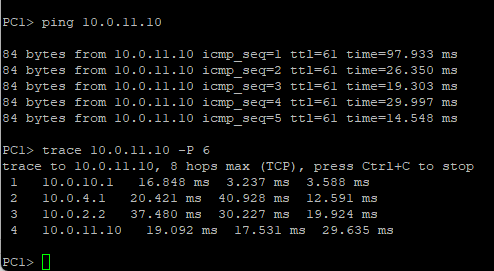 PC1> ping 10.0.11.10
84 bytes from 10.0.11.10 icmp_seq=1 ttl=61 time=97.933 ms
84 bytes from 10.0.11.10 icmp_seq=2 ttl=61 time=26.350 ms
84 bytes from 10.0.11.10 icmp_seq=3 ttl=61 time=19.303 ms
84 bytes from 10.0.11.10 icmp_seq=4 ttl=61 time=29.997 ms
84 bytes from 10.0.11.10 icmp_seq=5 ttl=61 time=14.548 ms
PC1> trace 10.0.11.10 -P 6
trace to 10.0.11.10, 8 hops max (TCP), press Ctrl+C to stop
1 10.0.10.1 16.848 ms 3.237 ms 3.588 ms
2 10.0.4.1 20.421 ms 40.928 ms 12.591 ms
3 10.0.2.2 37.480 ms 30.227 ms 19.924 ms
4 10.0.11.10 19.092 ms 17.531 ms 29.635 ms
PC1>